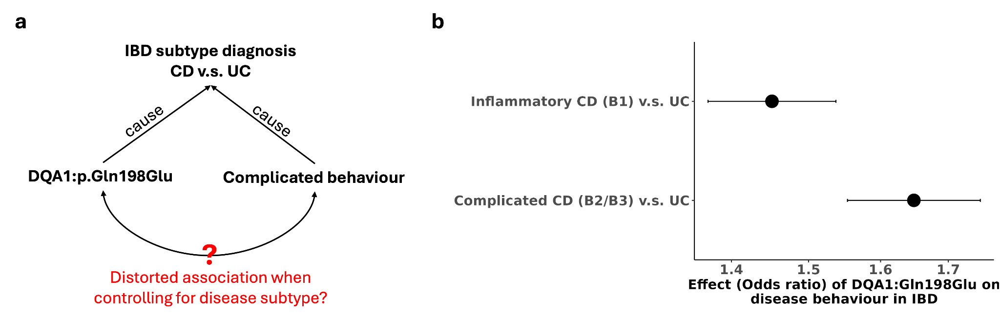 a
IBD subtype diagnosis
CD v.s. UC
cause
cause
DQA1:p.Gln198Glu
Complicated behaviour
?
Distorted association when
controlling for disease subtype?
b
Inflammatory CD (B1) v.s. UC
Complicated CD (B2/B3) v.s. UC
1.4 1.5 1.6 1.7
Effect (Odds ratio) of DQA1:Gln198Glu on
disease behaviour in IBD